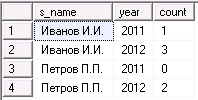 s_name year count
1 Иванов И.И. 2011 1
2 Иванов И.И. 2012 3
3 Петров П.П. 2011 0
4 Петров П.П. 2012 2